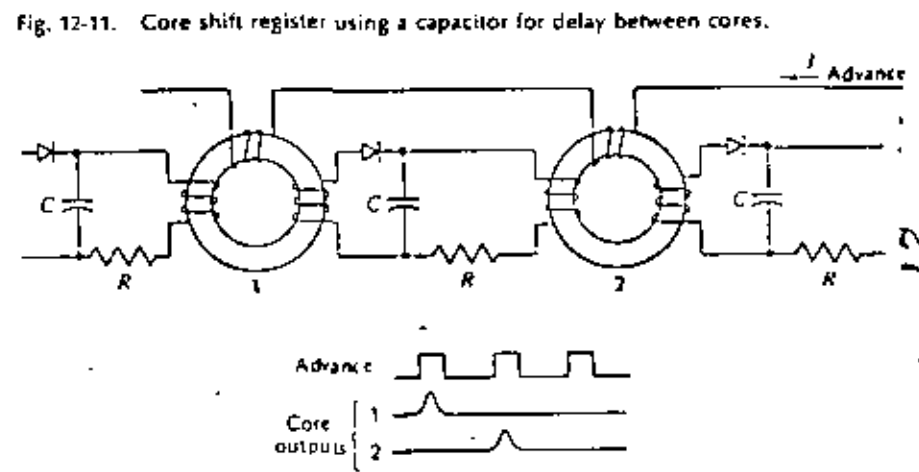 Fig. 12-11. Core shift register using a capacitor for delay between cores.
I Advance
C
C
C
R
1
R
2
R
Advance
Core outputs
1
2